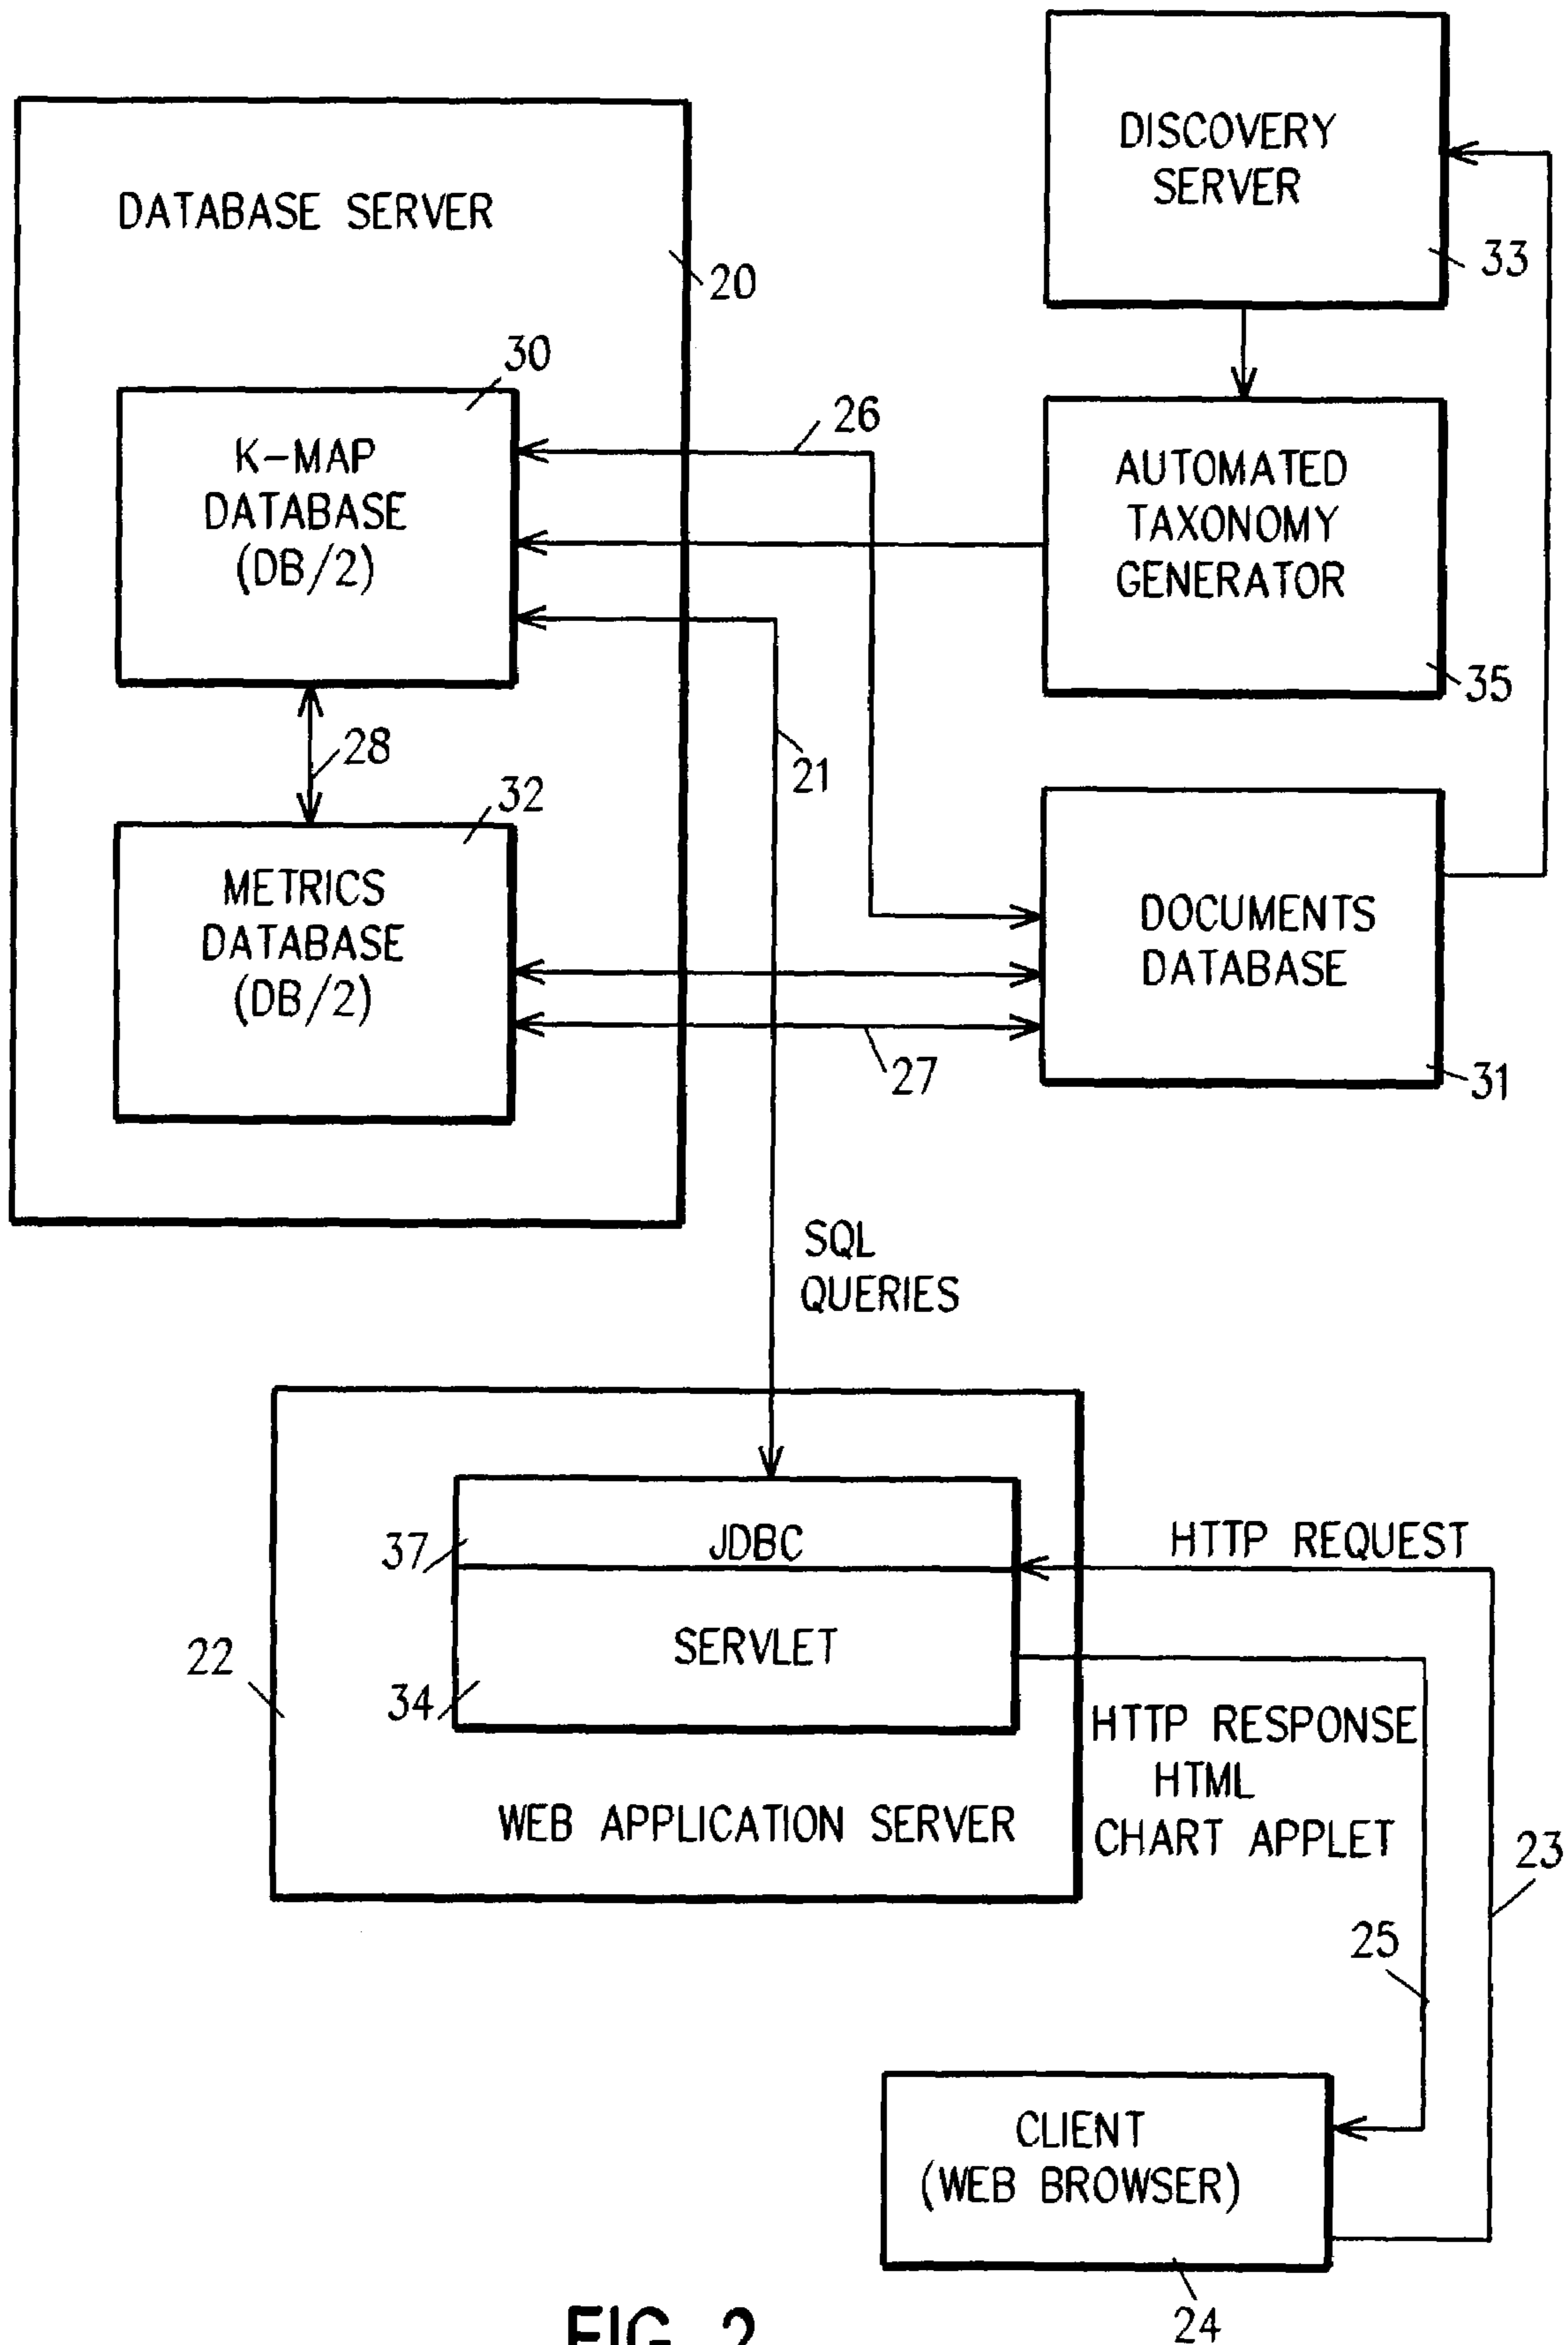 DISCOVERY
SERVER
33
DATABASE SERVER
20
30
K-MAP
DATABASE
(DB/2)
26
AUTOMATED
TAXONOMY
GENERATOR
35
28
21
32
METRICS
DATABASE
(DB/2)
DOCUMENTS
DATABASE
27
31
SQL
QUERIES
37
JDBC
HTTP REQUEST
22
SERVLET
34
HTTP RESPONSE
HTML
CHART APPLET
WEB APPLICATION SERVER
23
25
CLIENT
(WEB BROWSER)
24
FIG. 2